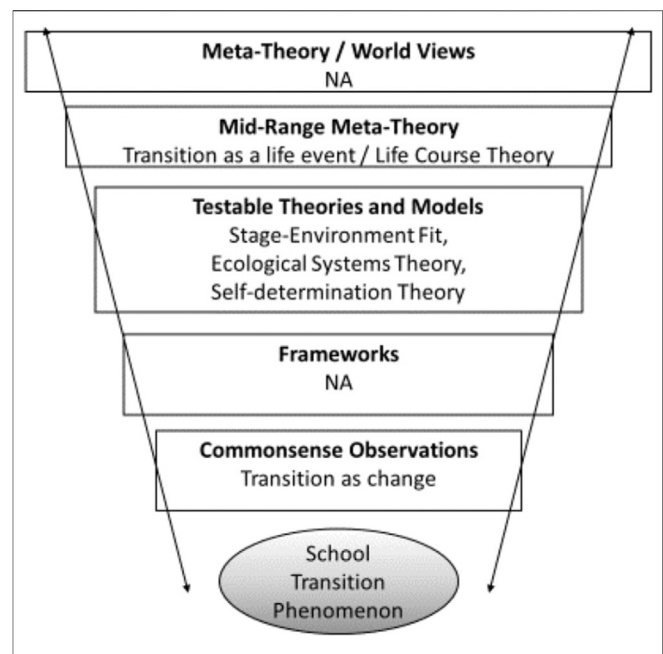 Meta-Theory / World Views
NA
Mid-Range Meta-Theory
Transition as a life event / Life Course Theory
Testable Theories and Models
Stage-Environment Fit,
Ecological Systems Theory,
Self-determination Theory
Frameworks
NA
Commonsense Observations
Transition as change
School
Transition
Phenomenon